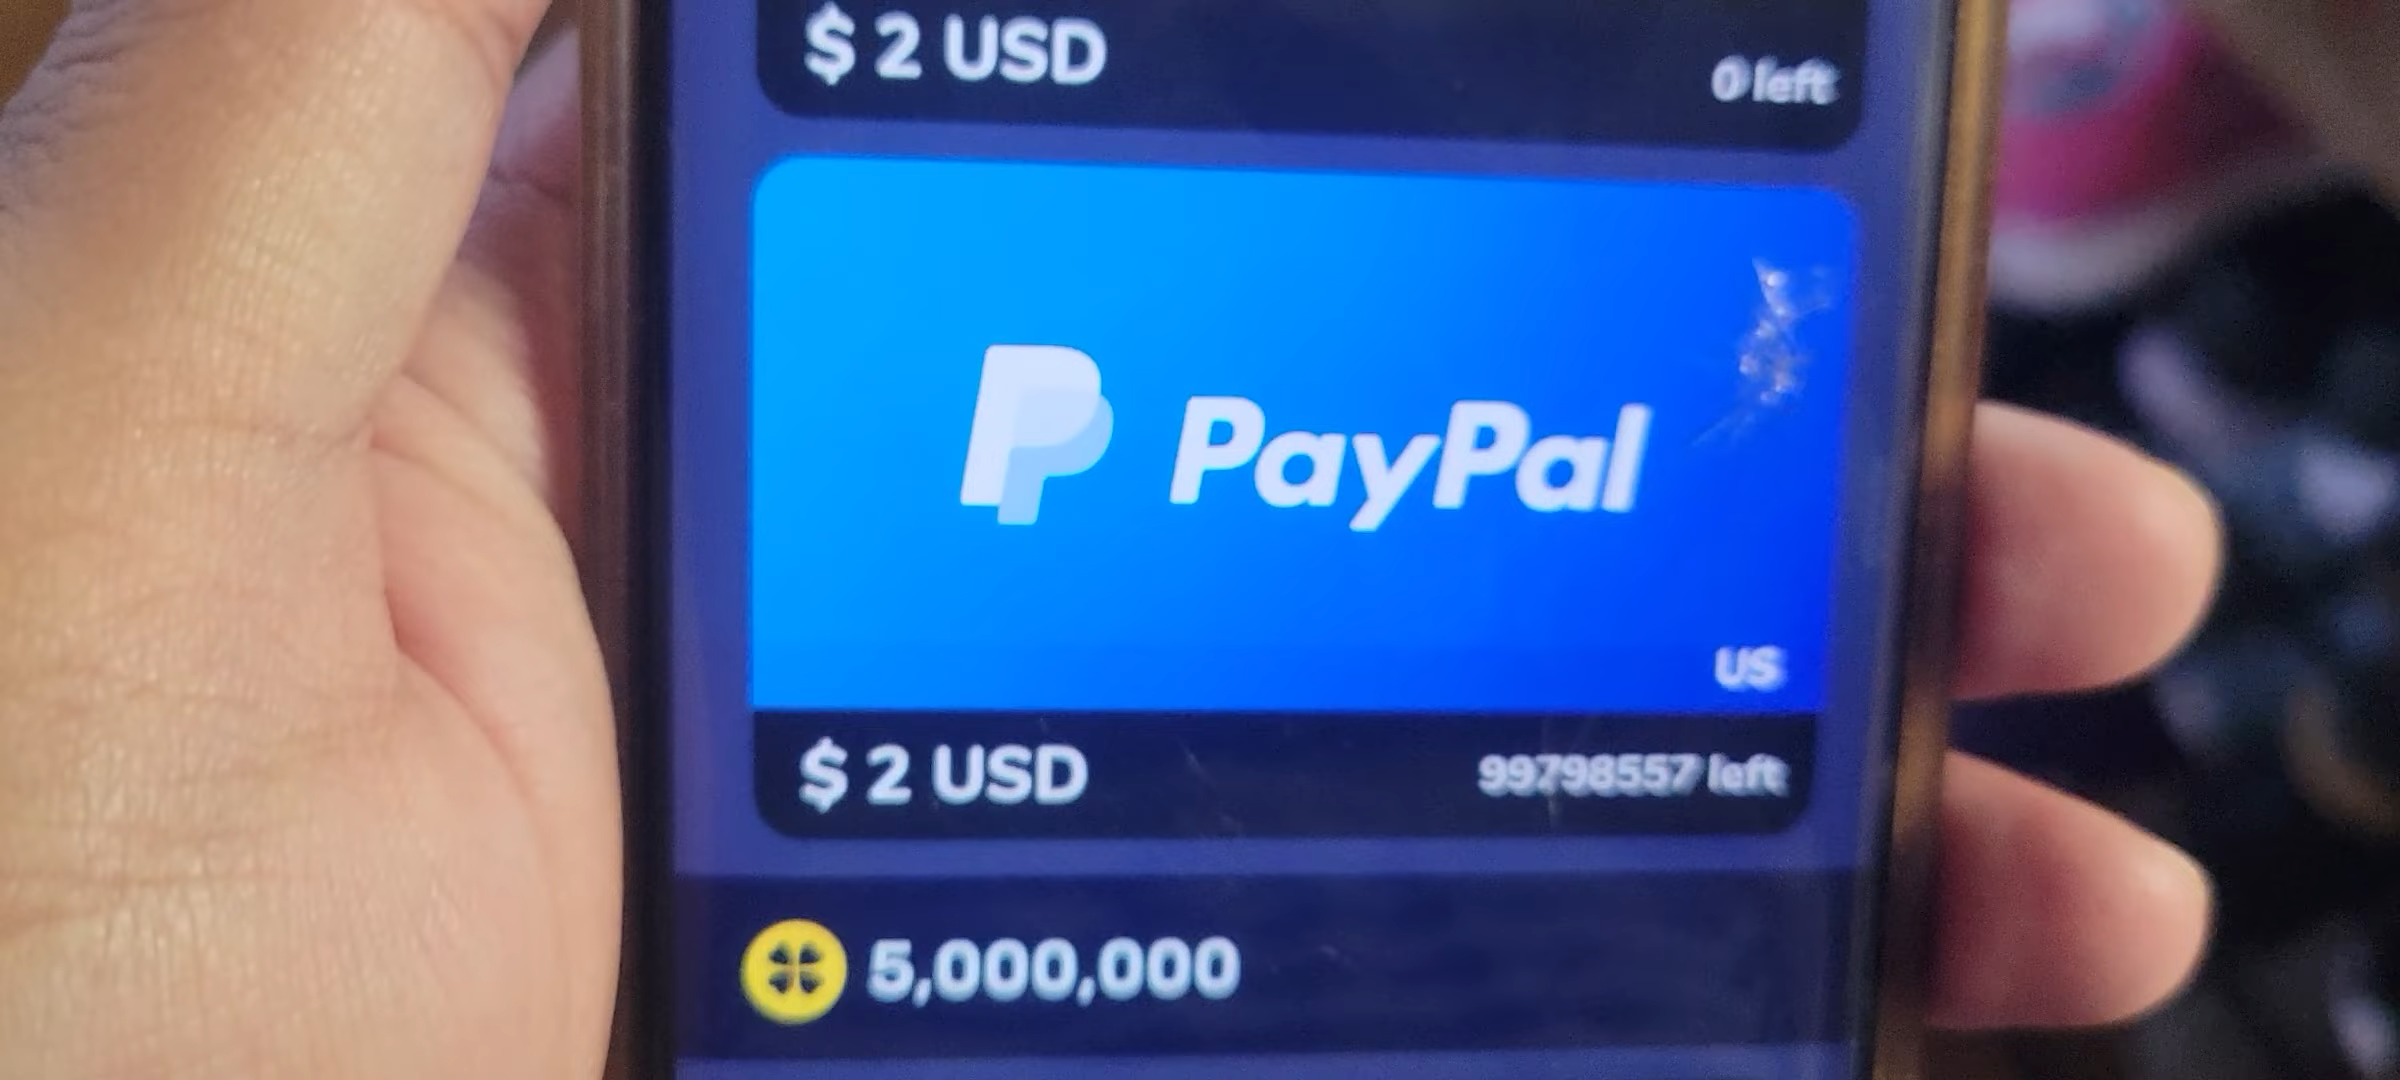 $ 2 USD
0 left
PayPal
US
$ 2 USD
99798557 left
5,000,000